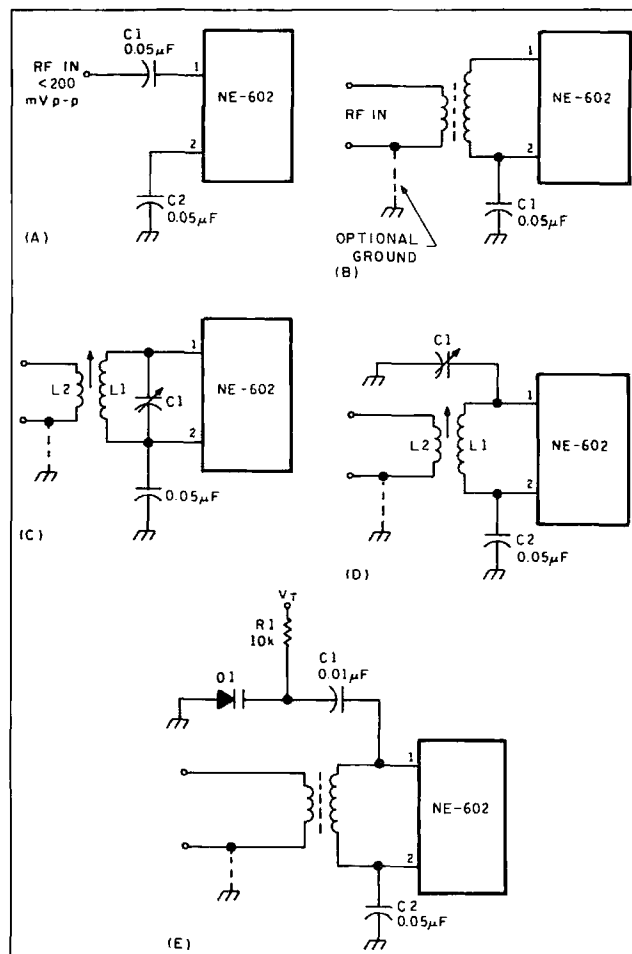 C1
0.05µF
RF IN
<200
mV p-p
1
NE-602
2
C2
0.05µF
(A)
1
RF IN
NE-602
2
C1
0.05µF
OPTIONAL
GROUND
(B)
1
L2
L1
C1
NE-602
2
0.05µF
(C)
C1
1
L2
L1
NE-602
2
C2
0.05µF
(D)
VT
R1
10k
C1
0.01µF
D1
1
NE-602
2
C2
0.05µF
(E)